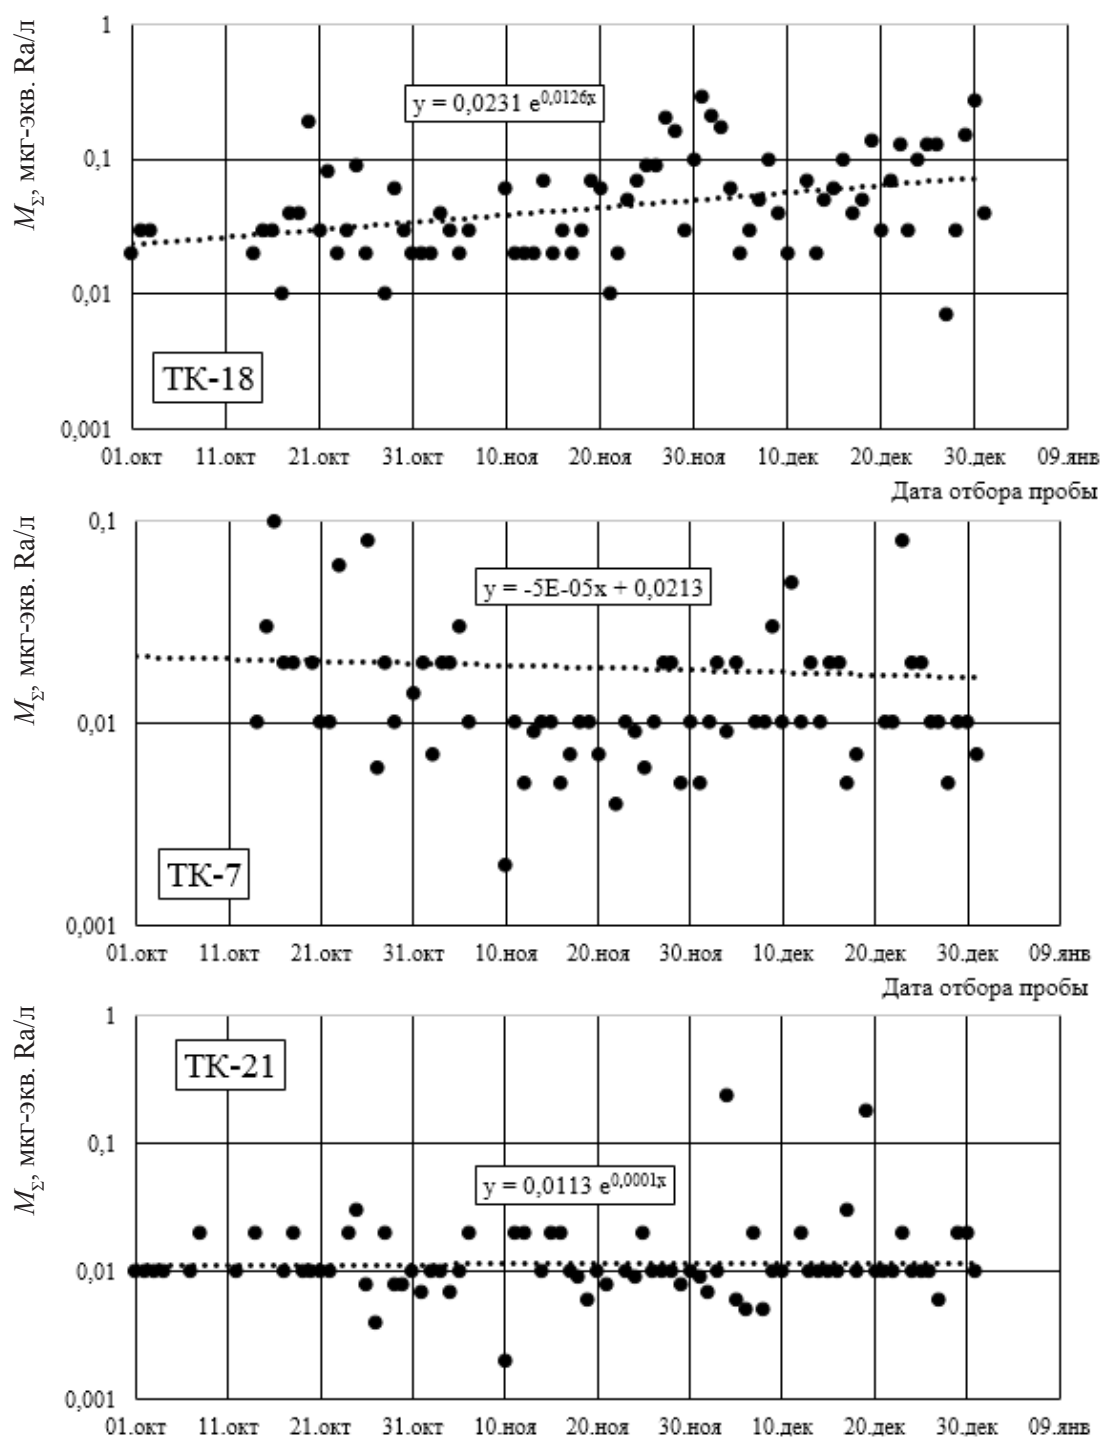 M_Σ, мкг-экв. Ra/л
1
0,1
0,01
0,001
y = 0,0231 e^0,0126x
ТК-18
01.окт 11.окт 21.окт 31.окт 10.ноя 20.ноя 30.ноя 10.дек 20.дек 30.дек 09.янв
Дата отбора пробы
M_Σ, мкг-экв. Ra/л
0,1
0,01
0,001
y = -5E-05x + 0,0213
ТК-7
01.окт 11.окт 21.окт 31.окт 10.ноя 20.ноя 30.ноя 10.дек 20.дек 30.дек 09.янв
Дата отбора пробы
M_Σ, мкг-экв. Ra/л
1
0,1
0,01
0,001
ТК-21
y = 0,0113 e^0,0001x
01.окт 11.окт 21.окт 31.окт 10.ноя 20.ноя 30.ноя 10.дек 20.дек 30.дек 09.янв